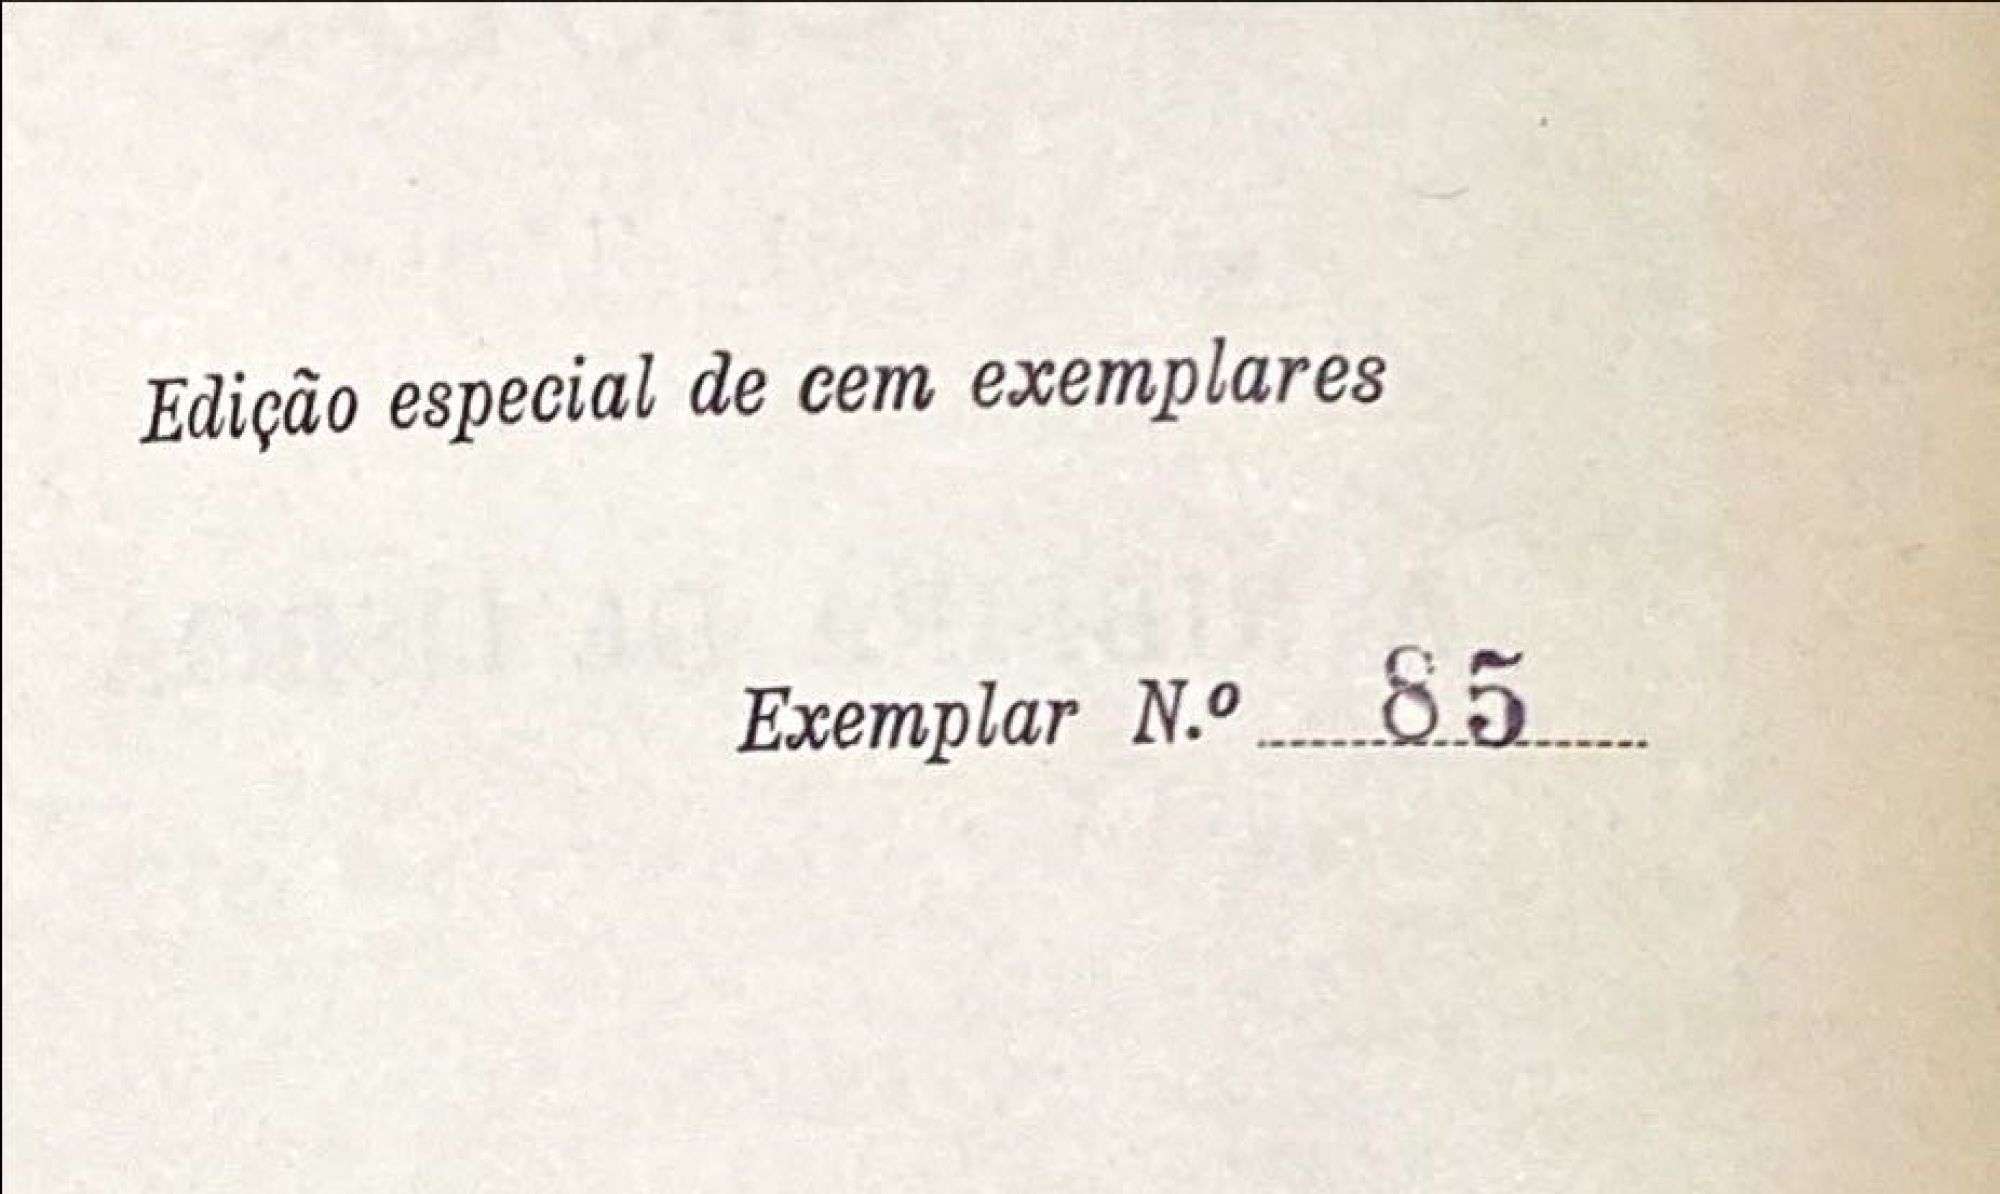 Edição especial de cem exemplares
Exemplar N.º 85